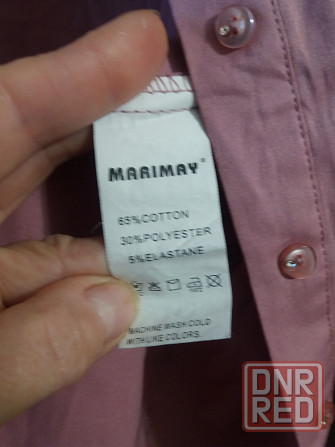 MARIMAY®
65%COTTON
30%POLYESTER
5%ELASTANE
MACHINE WASH COLD
WITH LIKE COLORS.
DNR
RED